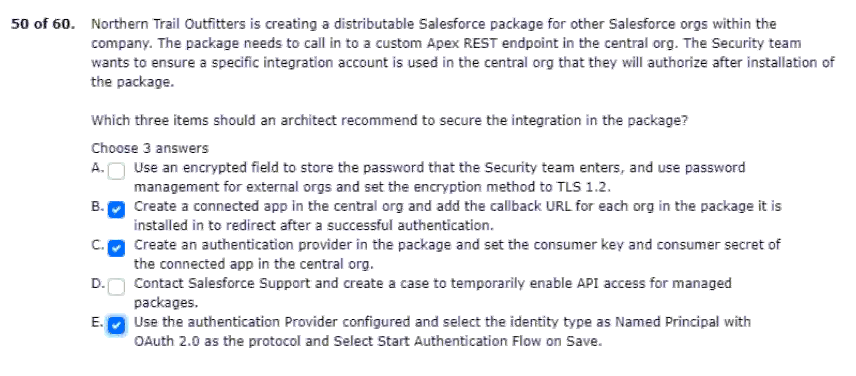 50 of 60. Northern Trail Outfitters is creating a distributable Salesforce package for other Salesforce orgs within the
company. The package needs to call in to a custom Apex REST endpoint in the central org. The Security team
wants to ensure a specific integration account is used in the central org that they will authorize after installation of
the package.
Which three items should an architect recommend to secure the integration in the package?
Choose 3 answers
A. Use an encrypted field to store the password that the Security team enters, and use password
management for external orgs and set the encryption method to TLS 1.2.
B. Create a connected app in the central org and add the callback URL for each org in the package it is
installed in to redirect after a successful authentication.
C. Create an authentication provider in the package and set the consumer key and consumer secret of
the connected app in the central org.
D. Contact Salesforce Support and create a case to temporarily enable API access for managed
packages.
E. Use the authentication Provider configured and select the identity type as Named Principal with
OAuth 2.0 as the protocol and Select Start Authentication Flow on Save.